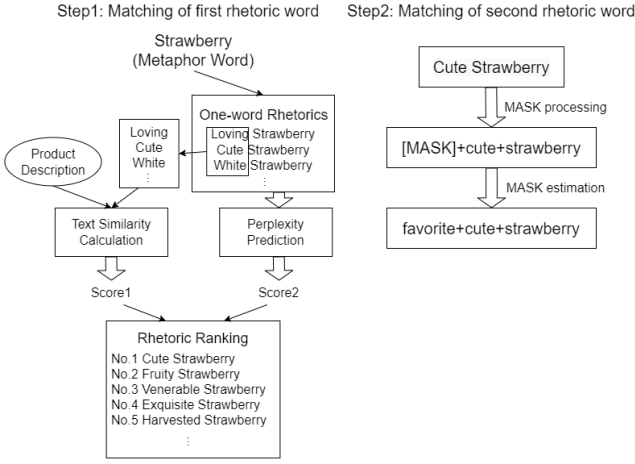 Step1: Matching of first rhetoric word
Strawberry
(Metaphor Word)
One-word Rhetorics
Loving Strawberry
Cute Strawberry
White Strawberry
⋮
Loving
Cute
White
⋮
Product
Description
Text Similarity
Calculation
Perplexity
Prediction
Score1
Score2
Rhetoric Ranking
No.1 Cute Strawberry
No.2 Fruity Strawberry
No.3 Venerable Strawberry
No.4 Exquisite Strawberry
No.5 Harvested Strawberry
⋮
Step2: Matching of second rhetoric word
Cute Strawberry
MASK processing
[MASK]+cute+strawberry
MASK estimation
favorite+cute+strawberry